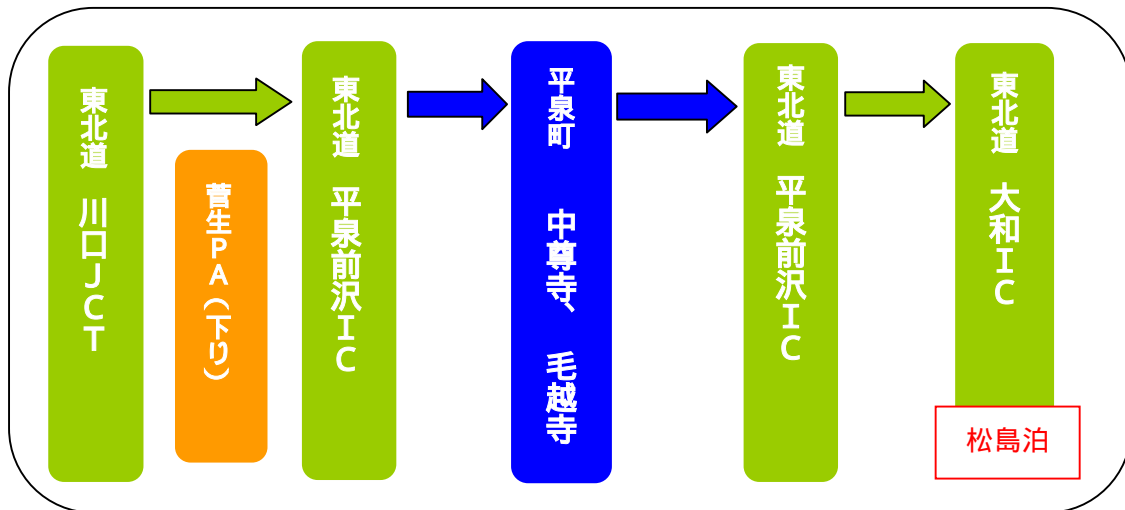 東北道　川口ＪＣＴ
菅生ＰＡ（下り）
東北道　平泉前沢ＩＣ
平泉町　　中尊寺、　毛越寺
東北道　平泉前沢ＩＣ
東北道　大和ＩＣ
松島泊